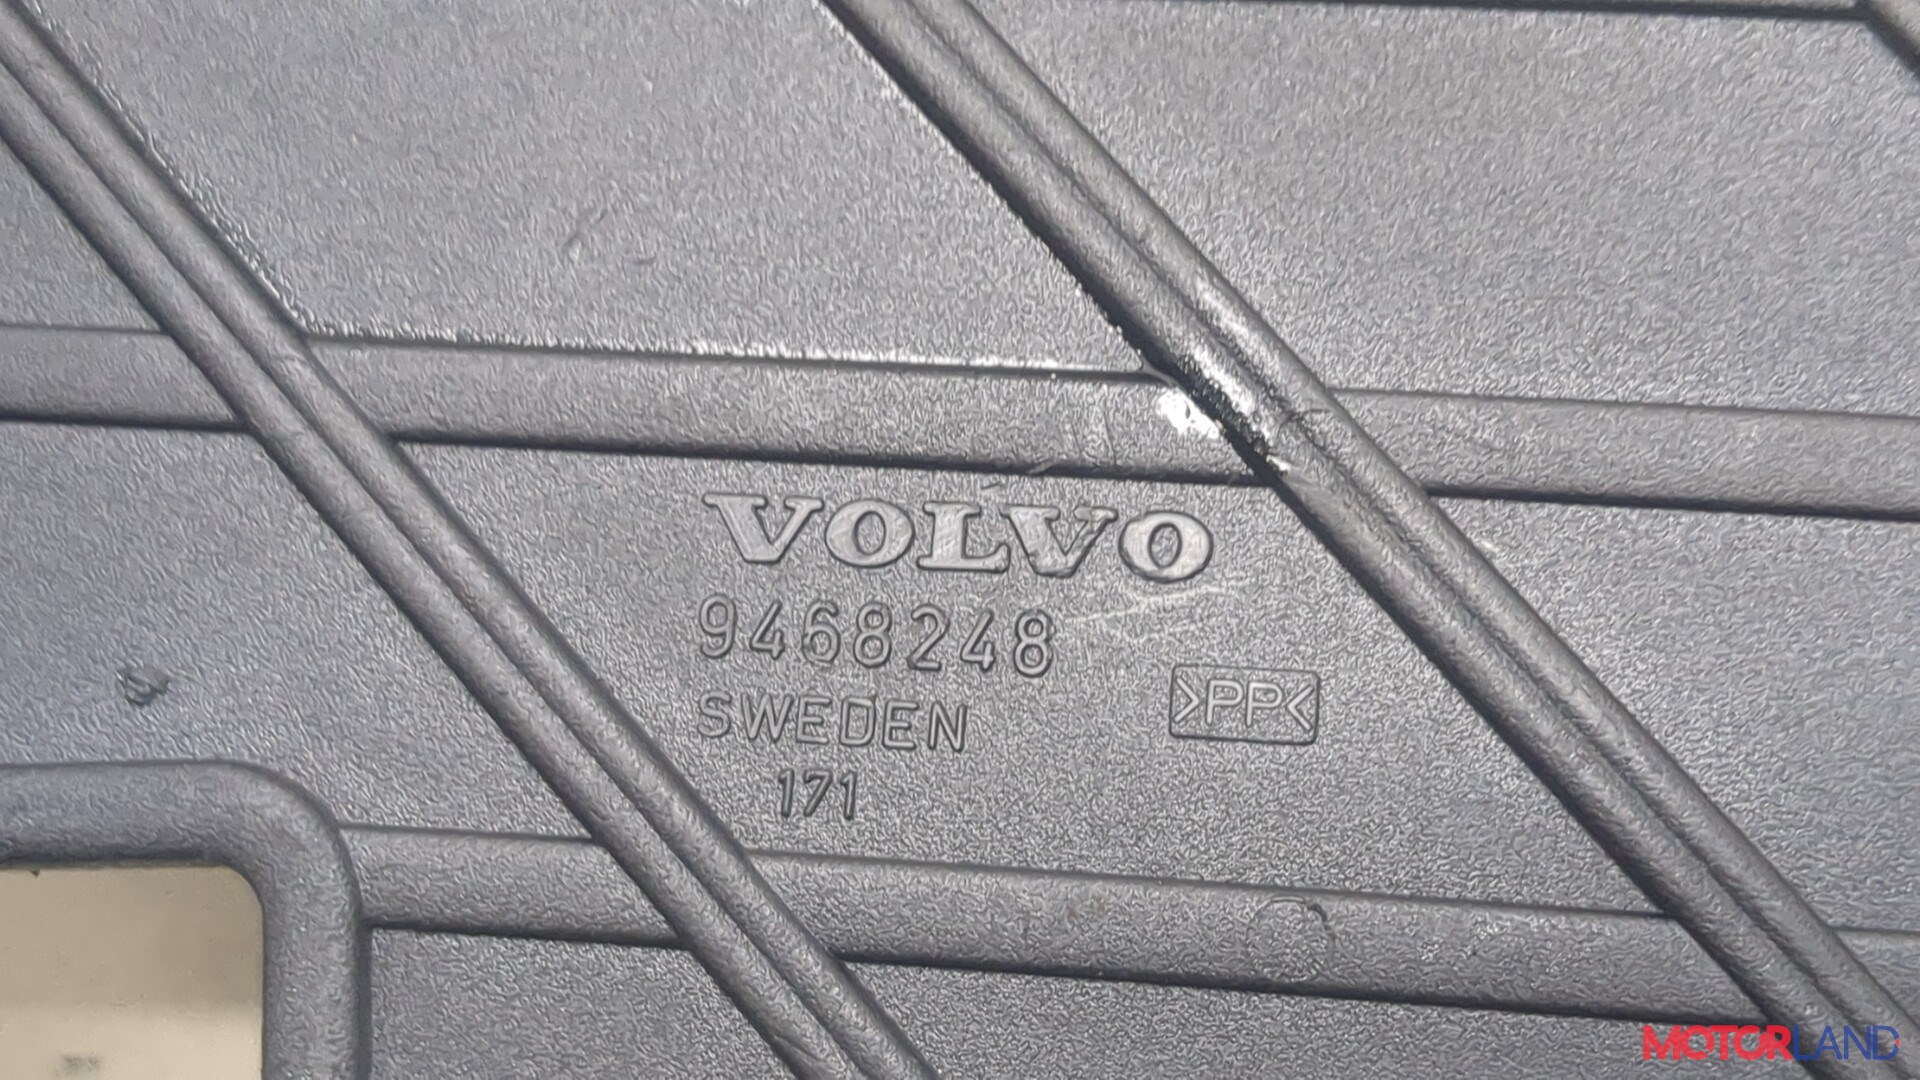 VOLVO
9468248
SWEDEN
>PP<
171
MOTORLAND